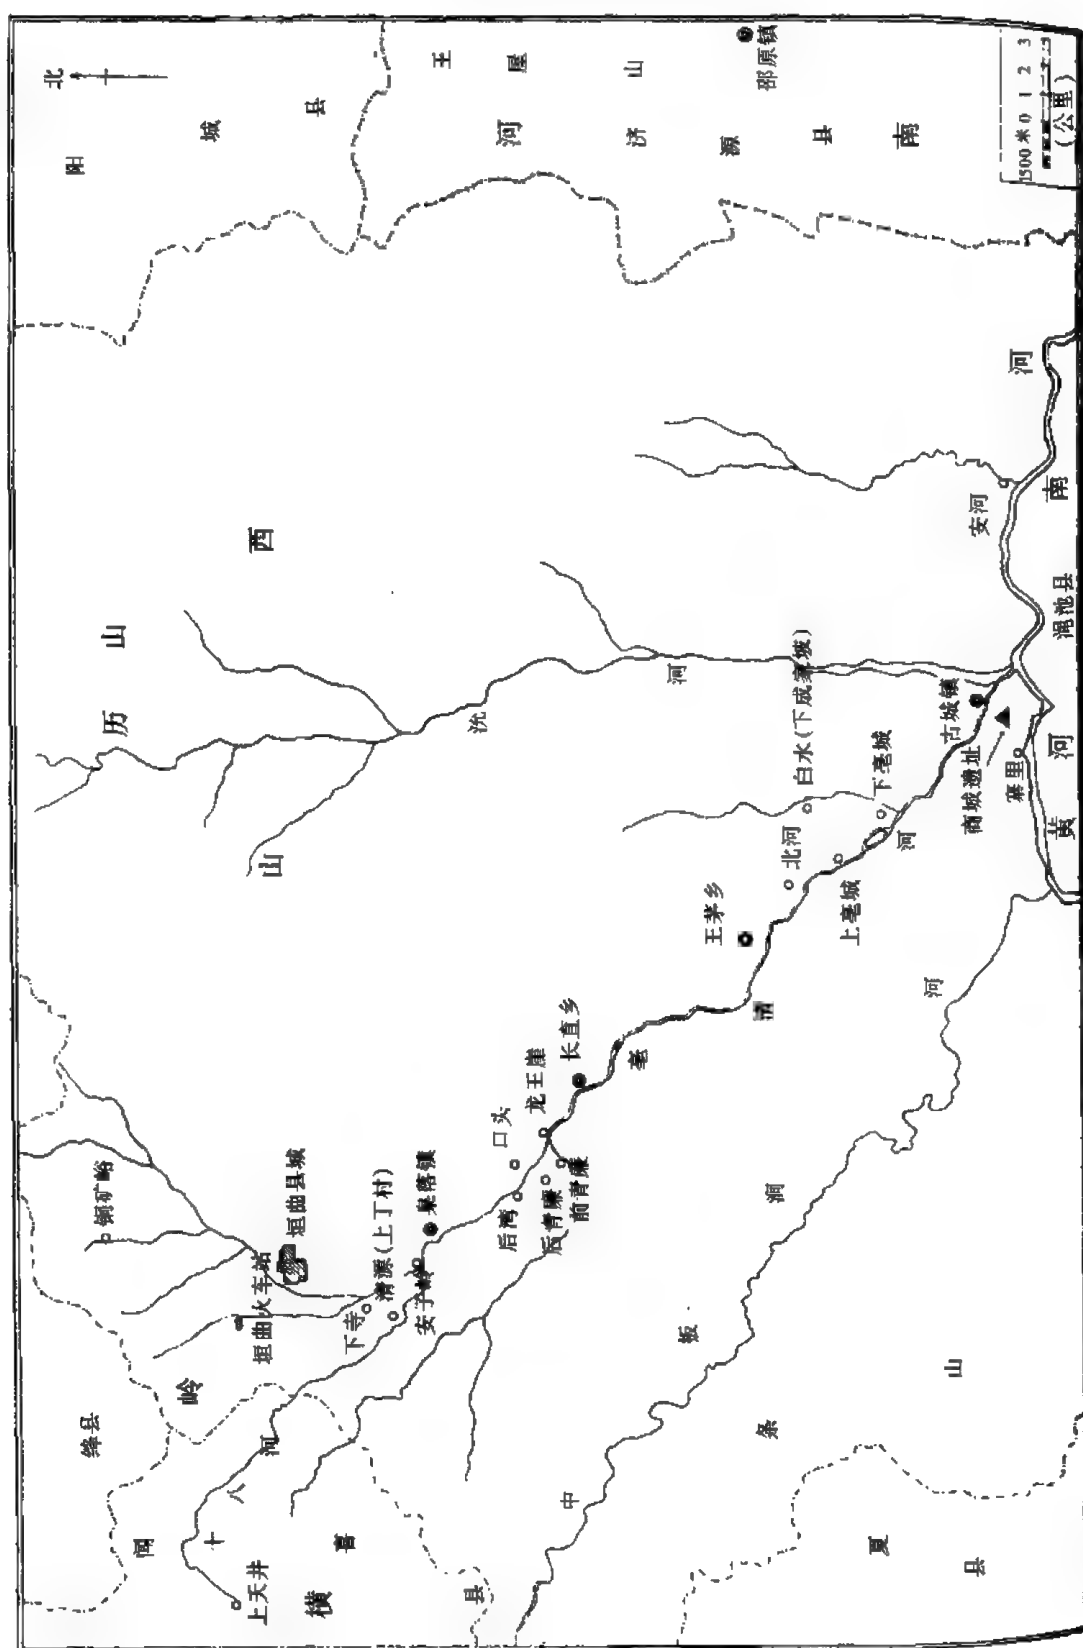 北
阳
城
县
王
屋
山
邵原镇
河
济
源
县
南
1500米 0 1 2 3
(公里)
历
山
西
山
沇
河
安河
河
南
渑池县
白水(下成家坡)
下亳城
古城镇
商城遗址
寨里
黄
河
北河
上亳城
河
王茅乡
清
亳
长直乡
龙王崖
口头
后湾
后青廉
前青廉
皋落镇
清源(上丁村)
安子岭
下寺
垣曲县城
垣曲火车站
铜矿峪
绛县
岭
河
八
十
闻
喜
县
横
上天井
中
条
山
板
涧
河
夏
县